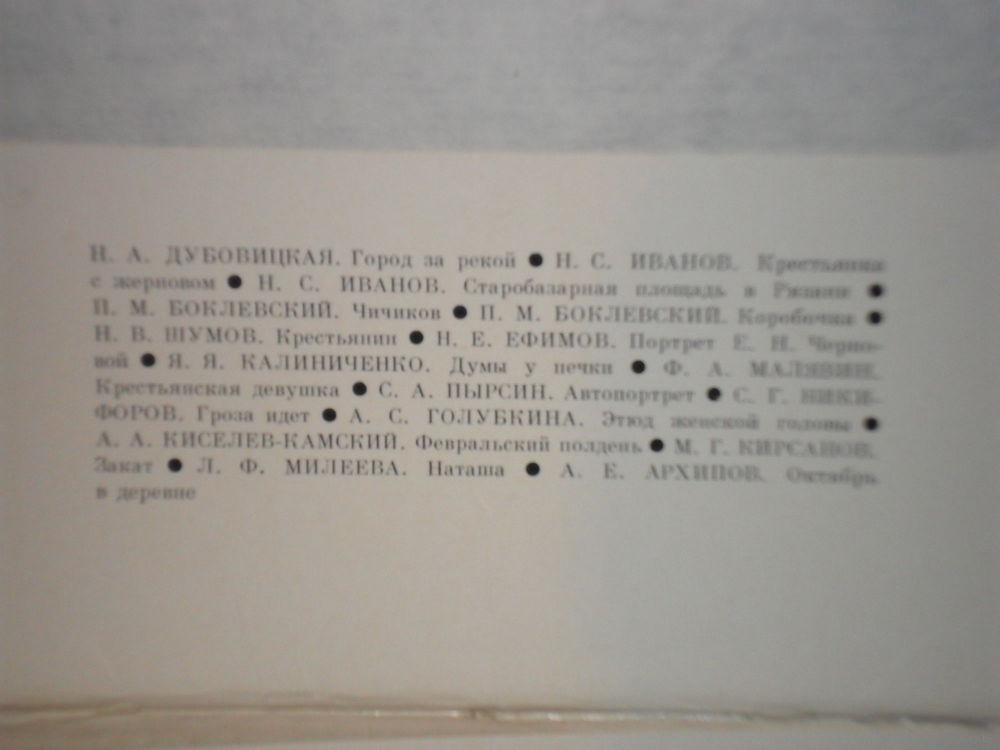 Н. А. ДУБОВИЦКАЯ. Город за рекой ● Н. С. ИВАНОВ. Крестьянин
с жерновом ● Н. С. ИВАНОВ. Старобазарная площадь в Рязани ●
П. М. БОКЛЕВСКИЙ. Чичиков ● П. М. БОКЛЕВСКИЙ. Коробочка ●
Н. В. ШУМОВ. Крестьянин ● Н. Е. ЕФИМОВ. Портрет Е. Н. Черно-
вой ● Я. Я. КАЛИНИЧЕНКО. Думы у печки ● Ф. А. МАЛЯВИН.
Крестьянская девушка ● С. А. ПЫРСИН. Автопортрет ● С. Г. НИКИ-
ФОРОВ. Гроза идет ● А. С. ГОЛУБКИНА. Этюд женской головы ●
А. А. КИСЕЛЕВ-КАМСКИЙ. Февральский полдень ● М. Г. КИРСАНОВ.
Закат ● Л. Ф. МИЛЕЕВА. Наташа ● А. Е. АРХИПОВ. Октябрь
в деревне